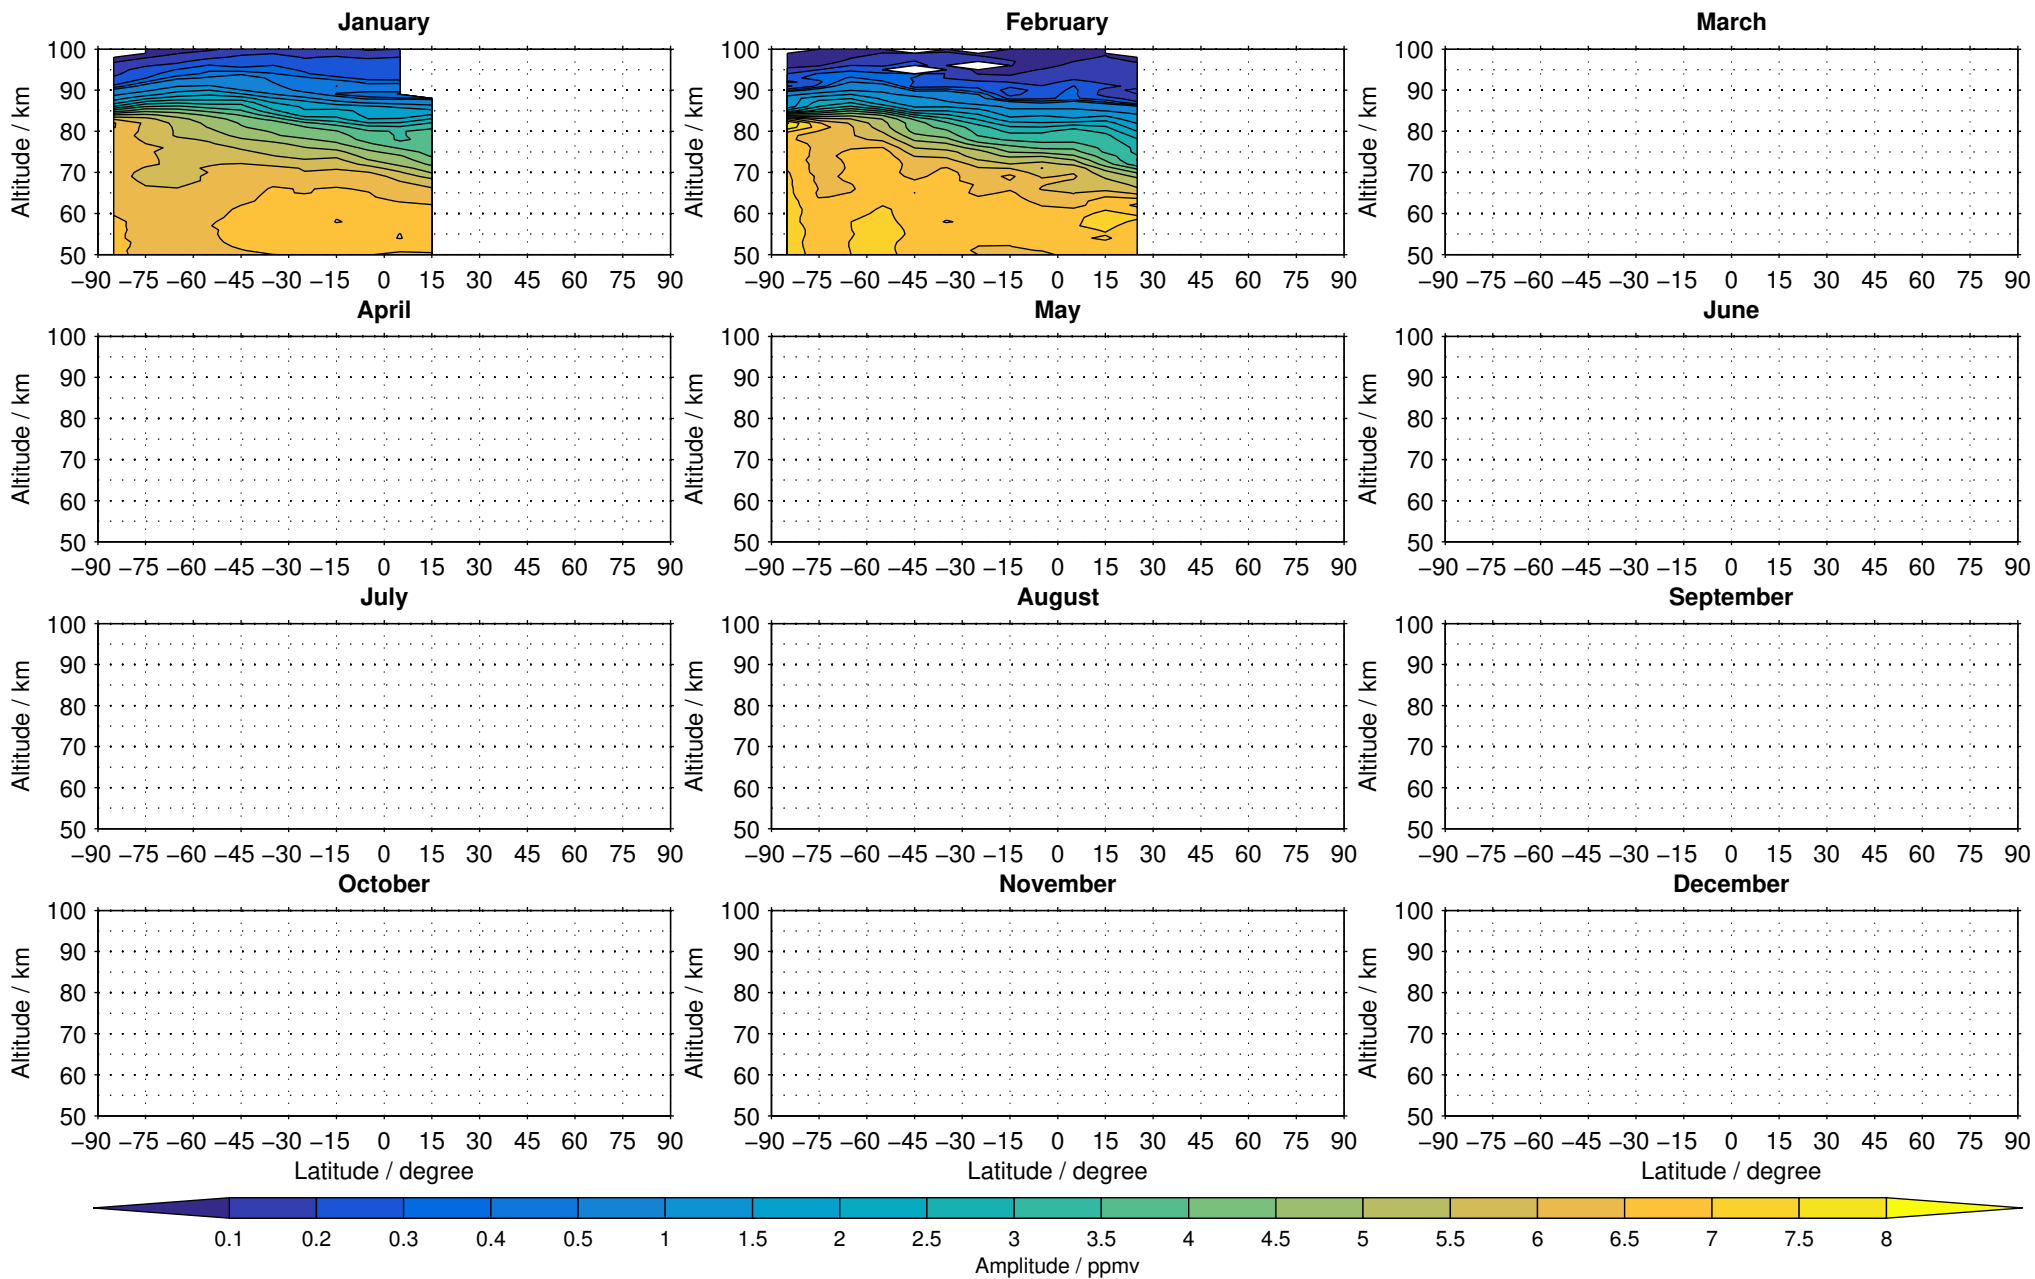 January February March
100 100 100
90 90 90
80 80 80
70 70 70
60 60 60
50 50 50
Altitude / km Altitude / km Altitude / km
−90 −75 −60 −45 −30 −15 0 15 30 45 60 75 90 −90 −75 −60 −45 −30 −15 0 15 30 45 60 75 90 −90 −75 −60 −45 −30 −15 0 15 30 45 60 75 90
April May June
100 100 100
90 90 90
80 80 80
70 70 70
60 60 60
50 50 50
Altitude / km Altitude / km Altitude / km
−90 −75 −60 −45 −30 −15 0 15 30 45 60 75 90 −90 −75 −60 −45 −30 −15 0 15 30 45 60 75 90 −90 −75 −60 −45 −30 −15 0 15 30 45 60 75 90
July August September
100 100 100
90 90 90
80 80 80
70 70 70
60 60 60
50 50 50
Altitude / km Altitude / km Altitude / km
−90 −75 −60 −45 −30 −15 0 15 30 45 60 75 90 −90 −75 −60 −45 −30 −15 0 15 30 45 60 75 90 −90 −75 −60 −45 −30 −15 0 15 30 45 60 75 90
October November December
100 100 100
90 90 90
80 80 80
70 70 70
60 60 60
50 50 50
Altitude / km Altitude / km Altitude / km
−90 −75 −60 −45 −30 −15 0 15 30 45 60 75 90 −90 −75 −60 −45 −30 −15 0 15 30 45 60 75 90 −90 −75 −60 −45 −30 −15 0 15 30 45 60 75 90
Latitude / degree Latitude / degree Latitude / degree
0.1 0.2 0.3 0.4 0.5 1 1.5 2 2.5 3 3.5 4 4.5 5 5.5 6 6.5 7 7.5 8
Amplitude / ppmv